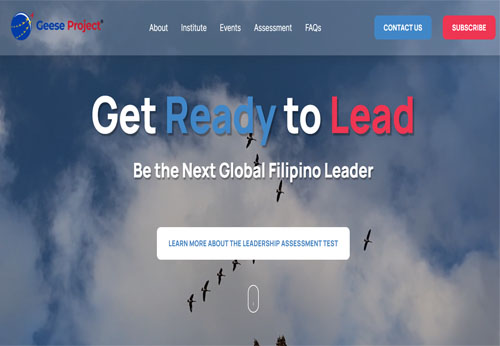 Geese Project
About
Institute
Events
Assessment
FAQs
CONTACT US
SUBSCRIBE
Get Ready to Lead
Be the Next Global Filipino Leader
LEARN MORE ABOUT THE LEADERSHIP ASSESSMENT TEST